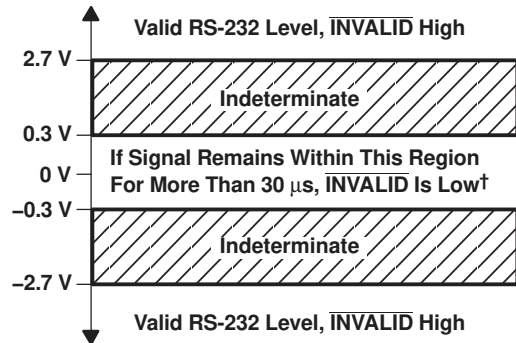 Valid RS-232 Level, INVALID High
2.7 V
Indeterminate
0.3 V
If Signal Remains Within This Region
0 V
For More Than 30 μs, INVALID Is Low†
−0.3 V
Indeterminate
−2.7 V
Valid RS-232 Level, INVALID High